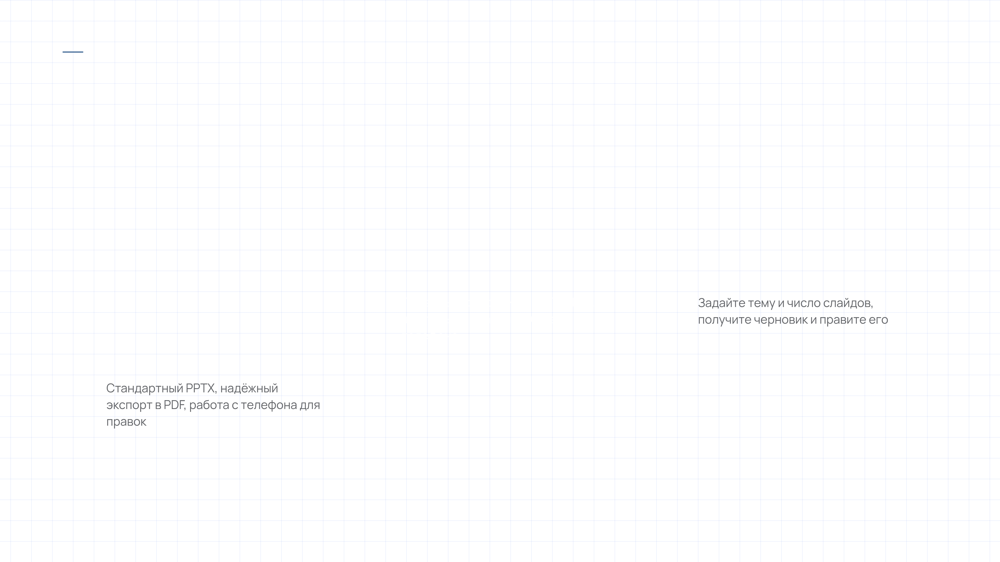 Стандартный PPTX, надёжный
экспорт в PDF, работа с телефона для
правок
Задайте тему и число слайдов,
получите черновик и правите его